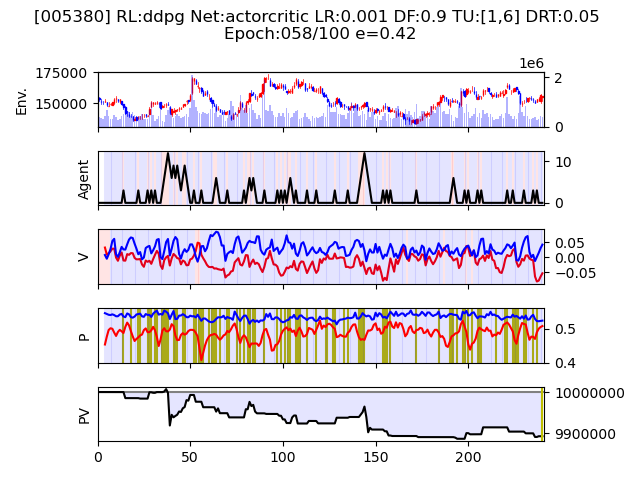 [005380] RL:ddpg Net:actorcritic LR:0.001 DF:0.9 TU:[1,6] DRT:0.05
Epoch:058/100 e=0.42
1e6
175000
150000
2
0
Env.
10
0
Agent
0.05
0.00
−0.05
V
0.5
0.4
P
10000000
9900000
PV
0 50 100 150 200